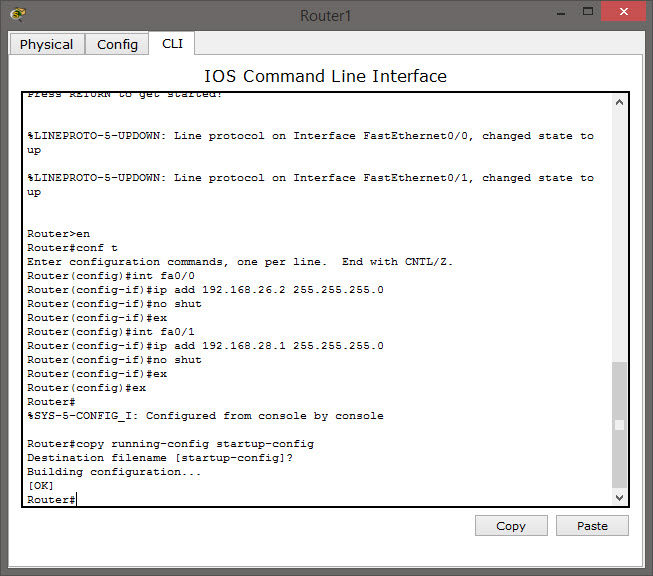 Router1
Physical
Config
CLI
IOS Command Line Interface
Press RETURN to get started!
%LINEPROTO-5-UPDOWN: Line protocol on Interface FastEthernet0/0, changed state to
up
%LINEPROTO-5-UPDOWN: Line protocol on Interface FastEthernet0/1, changed state to
up
Router>en
Router#conf t
Enter configuration commands, one per line.  End with CNTL/Z.
Router(config)#int fa0/0
Router(config-if)#ip add 192.168.26.2 255.255.255.0
Router(config-if)#no shut
Router(config-if)#ex
Router(config)#int fa0/1
Router(config-if)#ip add 192.168.28.1 255.255.255.0
Router(config-if)#no shut
Router(config-if)#ex
Router(config)#ex
Router#
%SYS-5-CONFIG_I: Configured from console by console
Router#copy running-config startup-config
Destination filename [startup-config]?
Building configuration...
[OK]
Router#
Copy
Paste